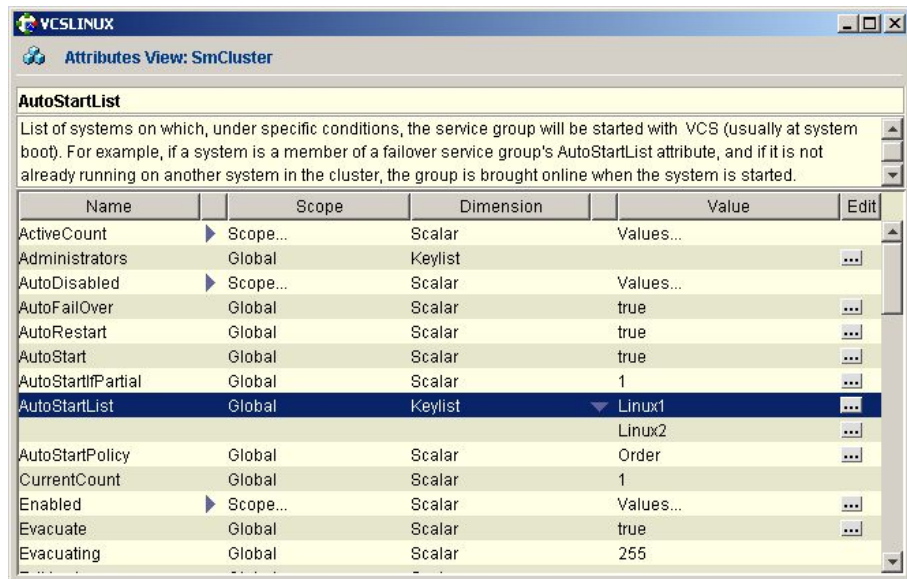 VCSLINUX
Attributes View: SmCluster
AutoStartList
List of systems on which, under specific conditions, the service group will be started with VCS (usually at system
boot). For example, if a system is a member of a failover service group's AutoStartList attribute, and if it is not
already running on another system in the cluster, the group is brought online when the system is started.
Name Scope Dimension Value Edit
ActiveCount Scope... Scalar Values...
Administrators Global Keylist ...
AutoDisabled Scope... Scalar Values...
AutoFailOver Global Scalar true ...
AutoRestart Global Scalar true ...
AutoStart Global Scalar true ...
AutoStartIfPartial Global Scalar 1 ...
AutoStartList Global Keylist Linux1 ...
Linux2 ...
AutoStartPolicy Global Scalar Order ...
CurrentCount Global Scalar 1
Enabled Scope... Scalar Values... ...
Evacuate Global Scalar true ...
Evacuating Global Scalar 255